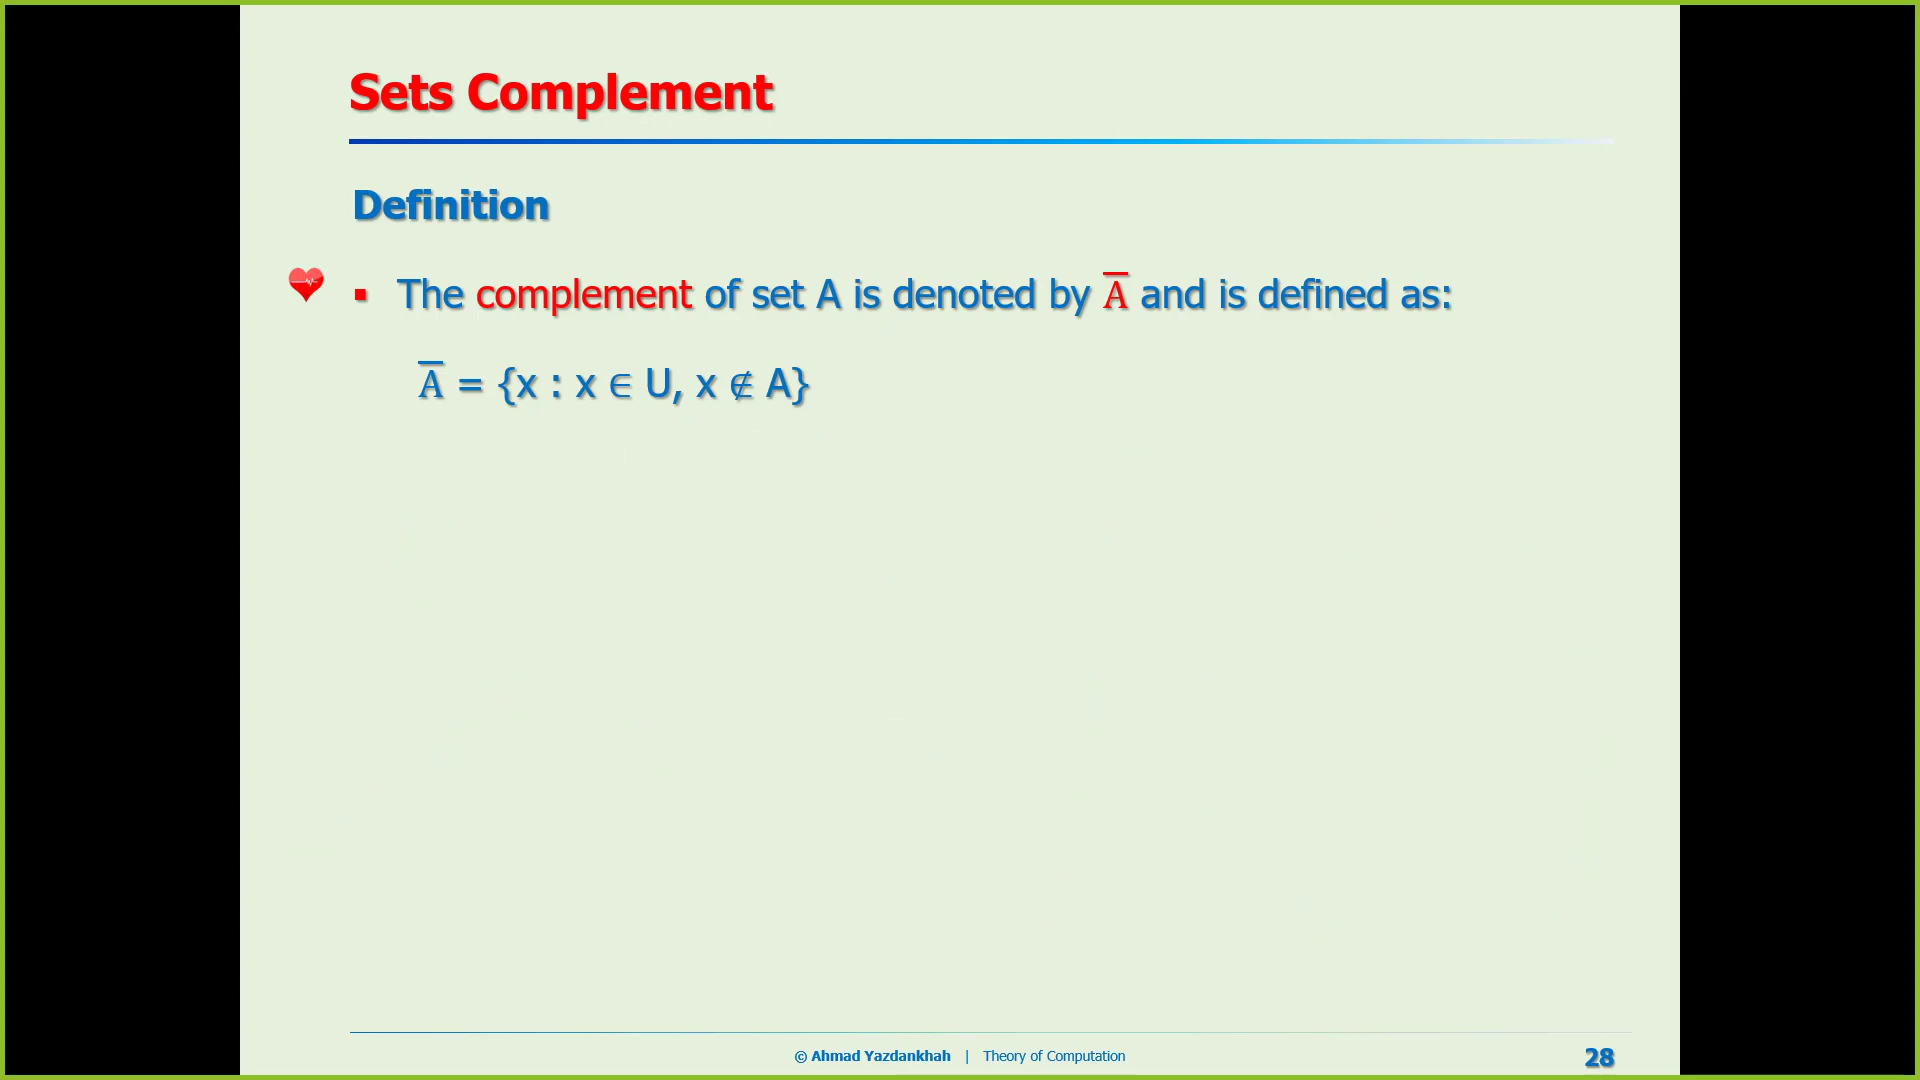 Sets Complement
Definition
▪ The complement of set A is denoted by A̅ and is defined as:
A̅ = {x : x ∈ U, x ∉ A}
© Ahmad Yazdankhah | Theory of Computation
28